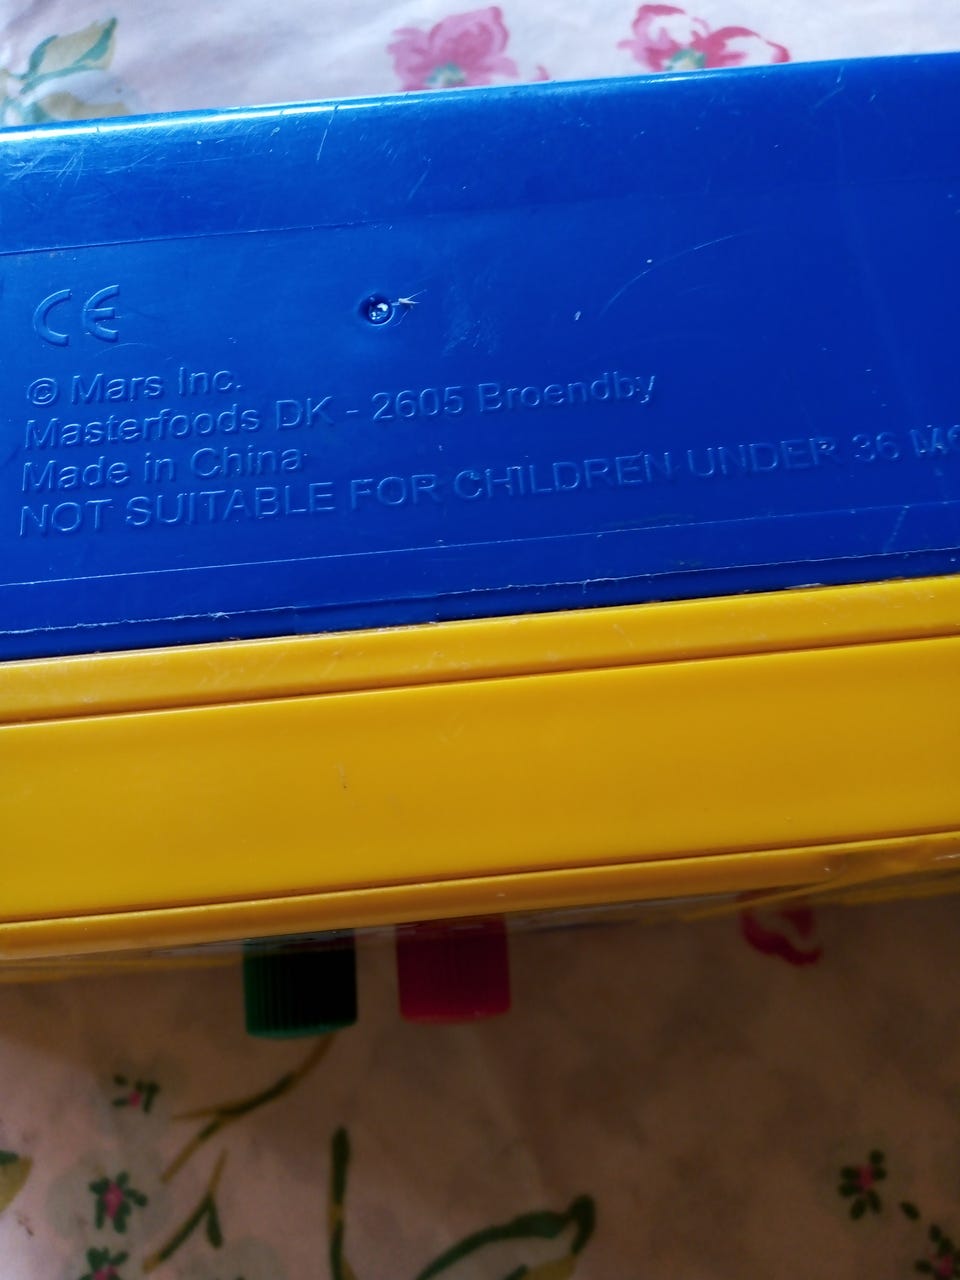 CE
© Mars Inc.
Masterfoods DK - 2605 Broendby
Made in China
NOT SUITABLE FOR CHILDREN UNDER 36